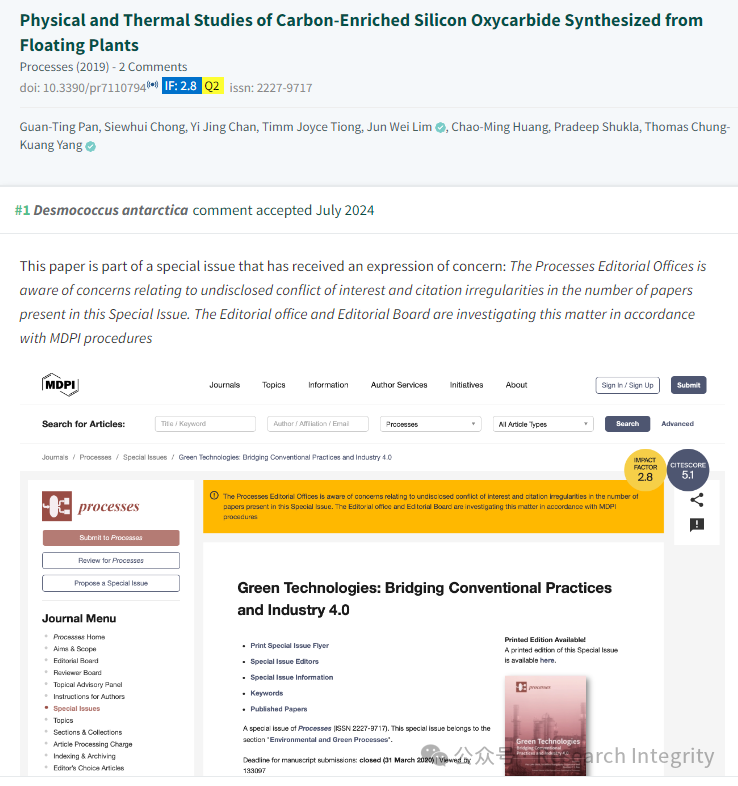 Physical and Thermal Studies of Carbon-Enriched Silicon Oxycarbide Synthesized from
Floating Plants
Processes (2019) - 2 Comments
doi: 10.3390/pr7110794 IF: 2.8 Q2 issn: 2227-9717
Guan-Ting Pan, Siewhui Chong, Yi Jing Chan, Timm Joyce Tiong, Jun Wei Lim, Chao-Ming Huang, Pradeep Shukla, Thomas Chung-
Kuang Yang
#1 Desmococcus antarctica comment accepted July 2024
This paper is part of a special issue that has received an expression of concern: The Processes Editorial Offices is
aware of concerns relating to undisclosed conflict of interest and citation irregularities in the number of papers
present in this Special Issue. The Editorial office and Editorial Board are investigating this matter in accordance
with MDPI procedures
MDPI
Journals Topics Information Author Services Initiatives About Sign In / Sign Up Submit
Search for Articles: Title / Keyword Author / Affiliation / Email Processes All Article Types Search Advanced
Journals / Processes / Special Issues / Green Technologies: Bridging Conventional Practices and Industry 4.0
IMPACT
FACTOR
2.8
CITESCORE
5.1
processes
Submit to Processes
Review for Processes
Propose a Special Issue
Journal Menu
Processes Home
Aims & Scope
Editorial Board
Reviewer Board
Topical Advisory Panel
Instructions for Authors
Special Issues
Topics
Sections & Collections
Article Processing Charge
Indexing & Archiving
Editor's Choice Articles
The Processes Editorial Offices is aware of concerns relating to undisclosed conflict of interest and citation irregularities in the number of
papers present in this Special Issue. The Editorial office and Editorial Board are investigating this matter in accordance with MDPI
procedures
Green Technologies: Bridging Conventional Practices
and Industry 4.0
Print Special Issue Flyer
Special Issue Editors
Special Issue Information
Keywords
Published Papers
A special issue of Processes (ISSN 2227-9717). This special issue belongs to the
section "Environmental and Green Processes".
Deadline for manuscript submissions: closed (31 March 2020) | Viewed by
133097
Printed Edition Available!
A printed edition of this Special Issue
is available here.
processes
Green Technologies
公众号 Research Integrity